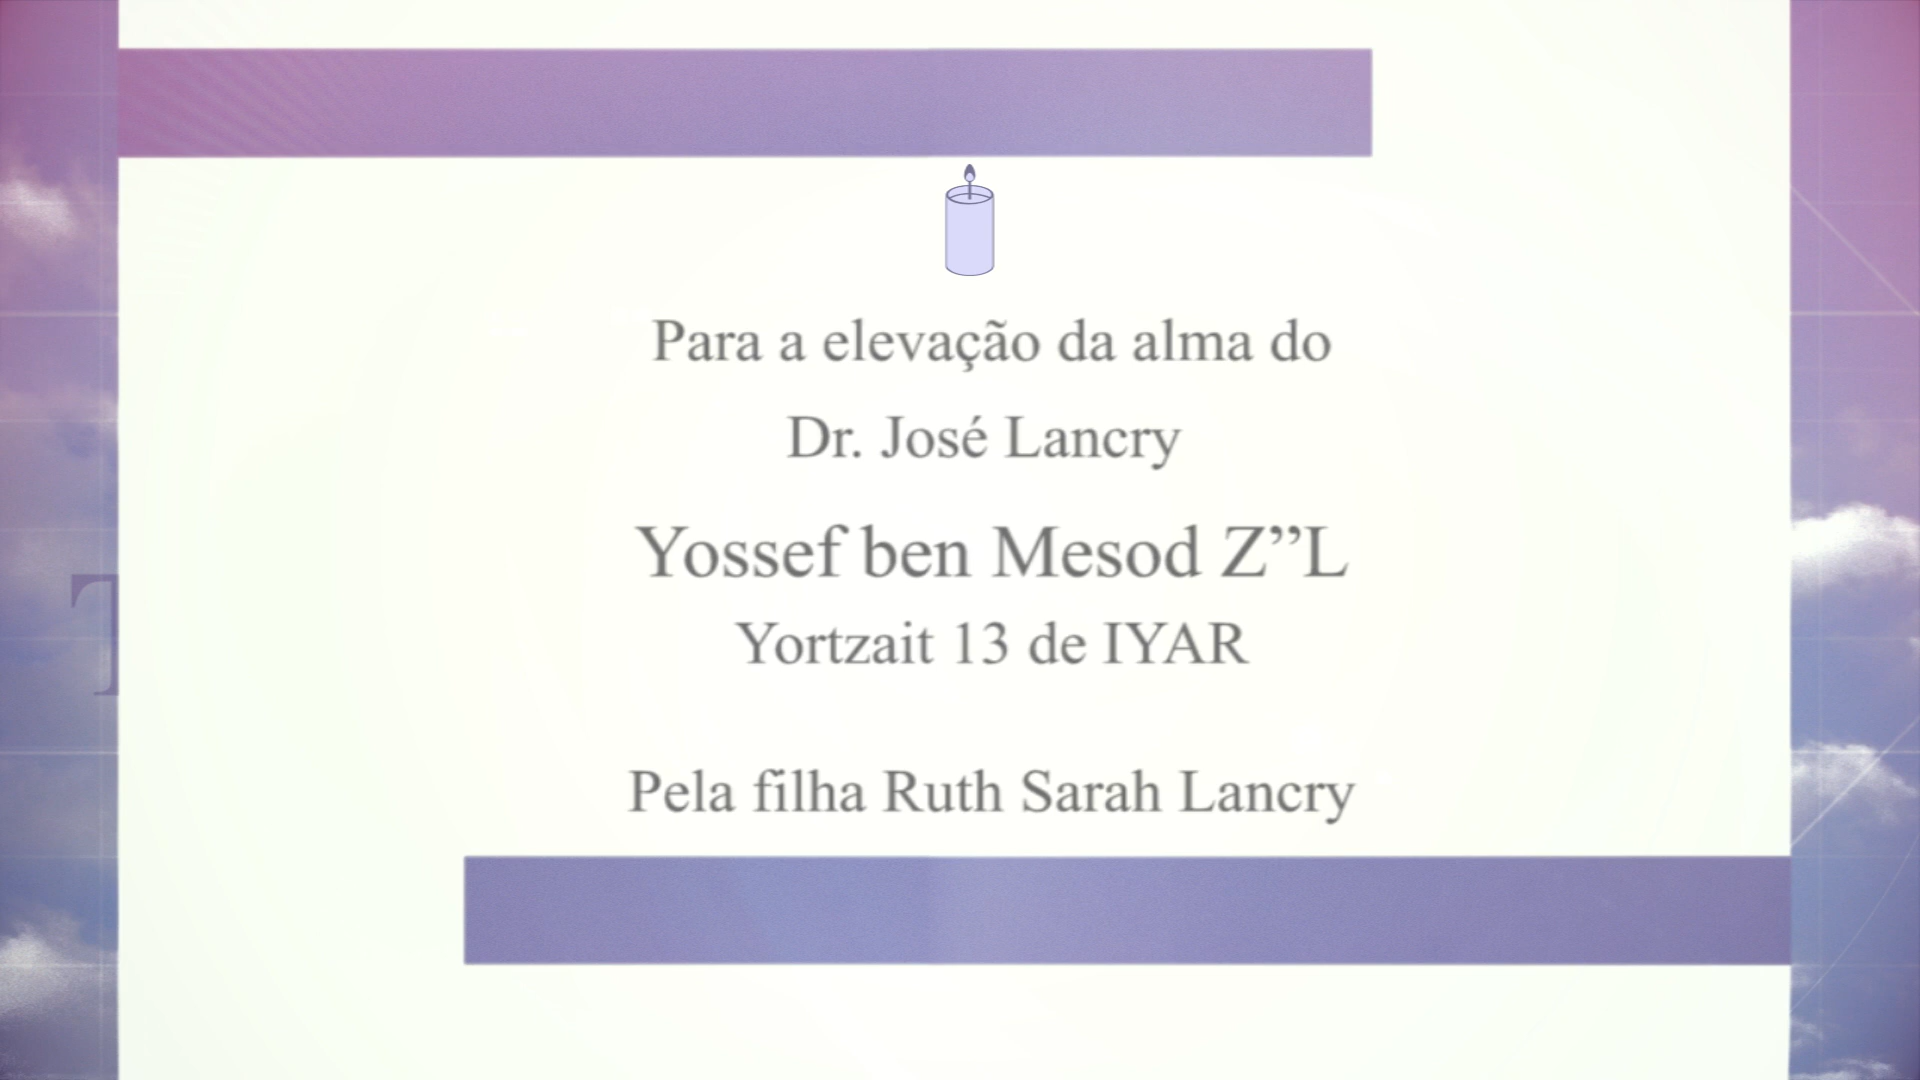 Para a elevação da alma do
Dr. José Lancry
Yossef ben Mesod Z”L
Yortzait 13 de IYAR
Pela filha Ruth Sarah Lancry